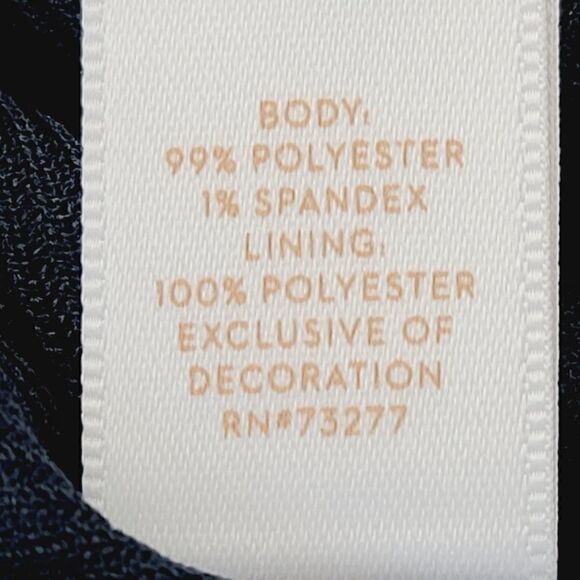 BODY:
99% POLYESTER
1% SPANDEX
LINING:
100% POLYESTER
EXCLUSIVE OF
DECORATION
RN#73277